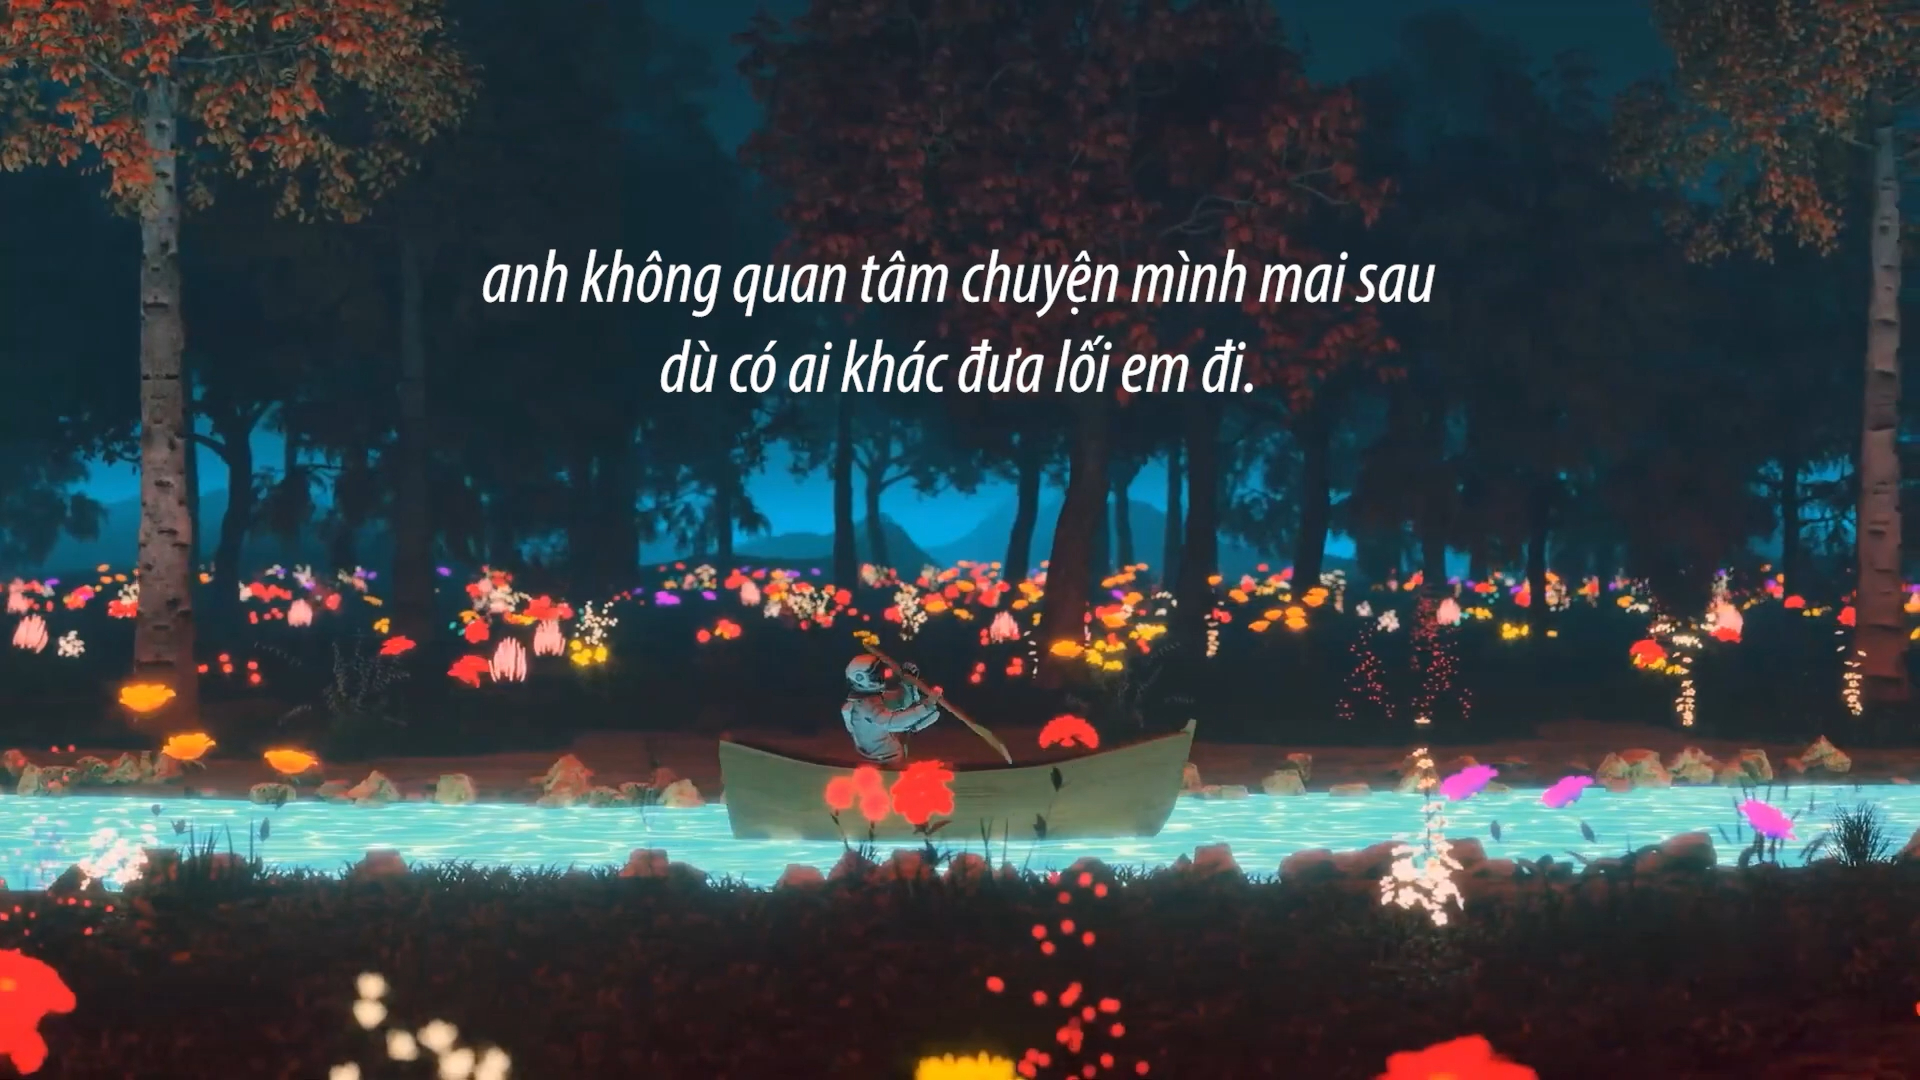 anh không quan tâm chuyện mình mai sau
dù có ai khác đưa lối em đi.